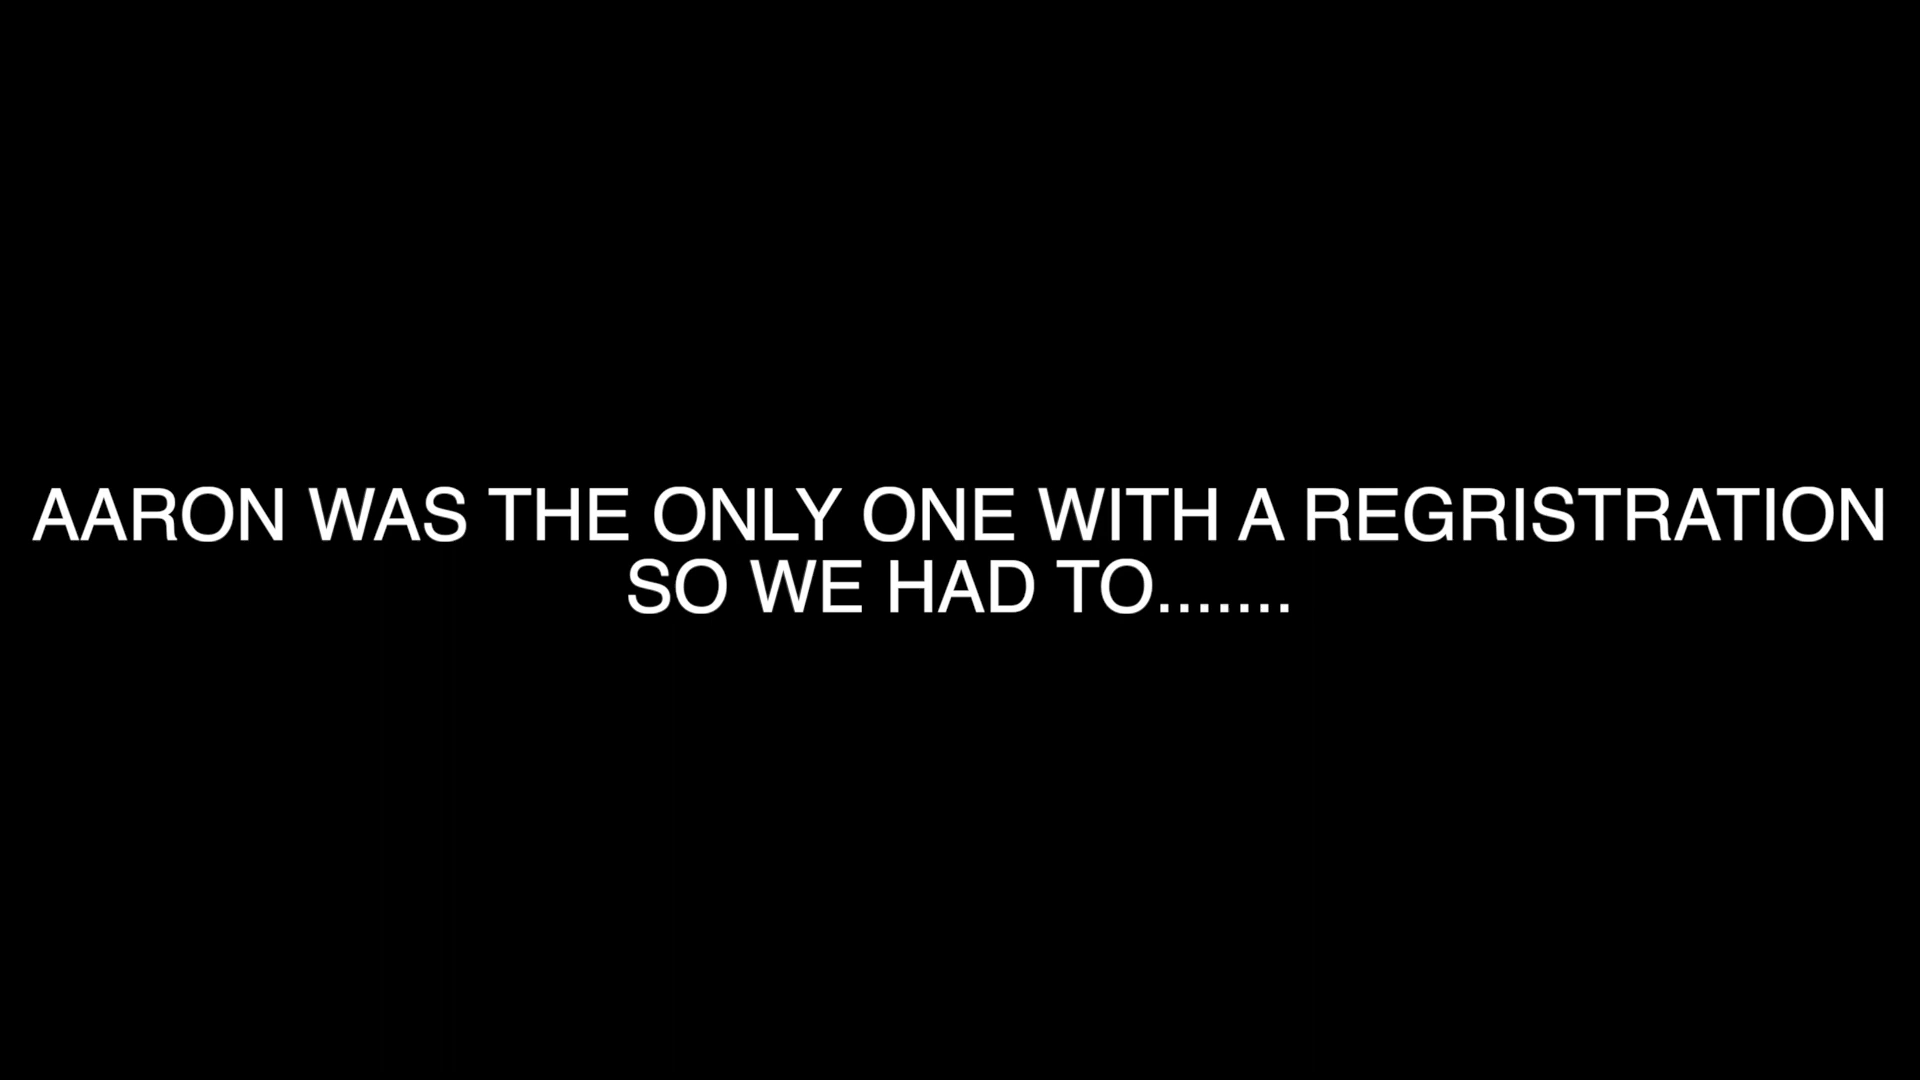 AARON WAS THE ONLY ONE WITH A REGRISTRATION
SO WE HAD TO.......